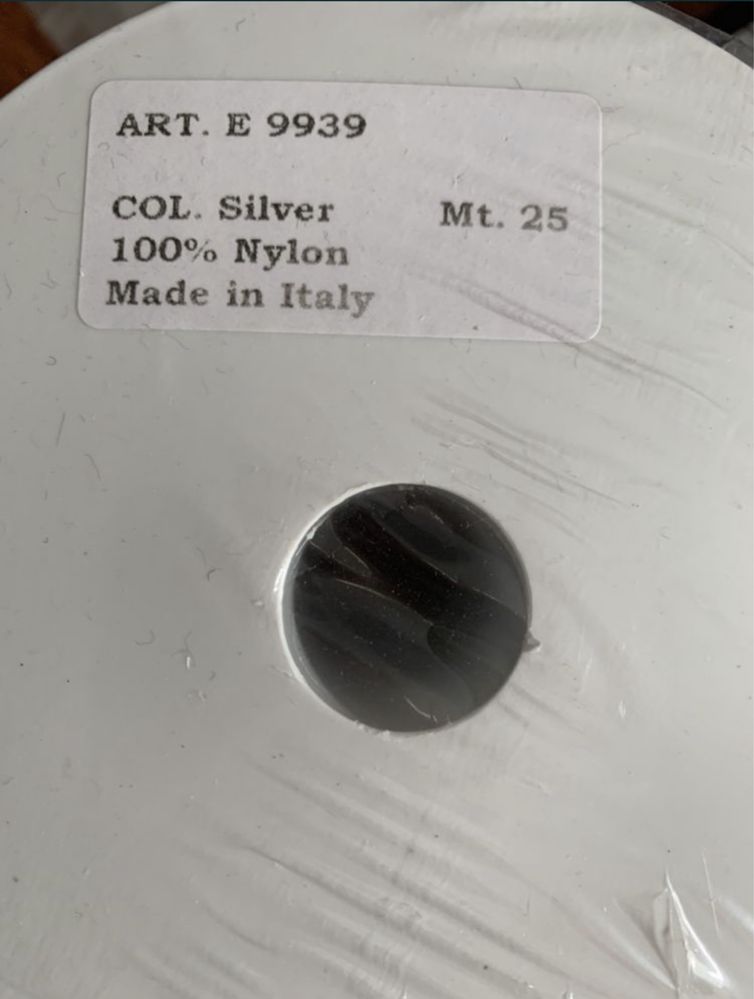 ART. E 9939
COL. Silver Mt. 25
100% Nylon
Made in Italy